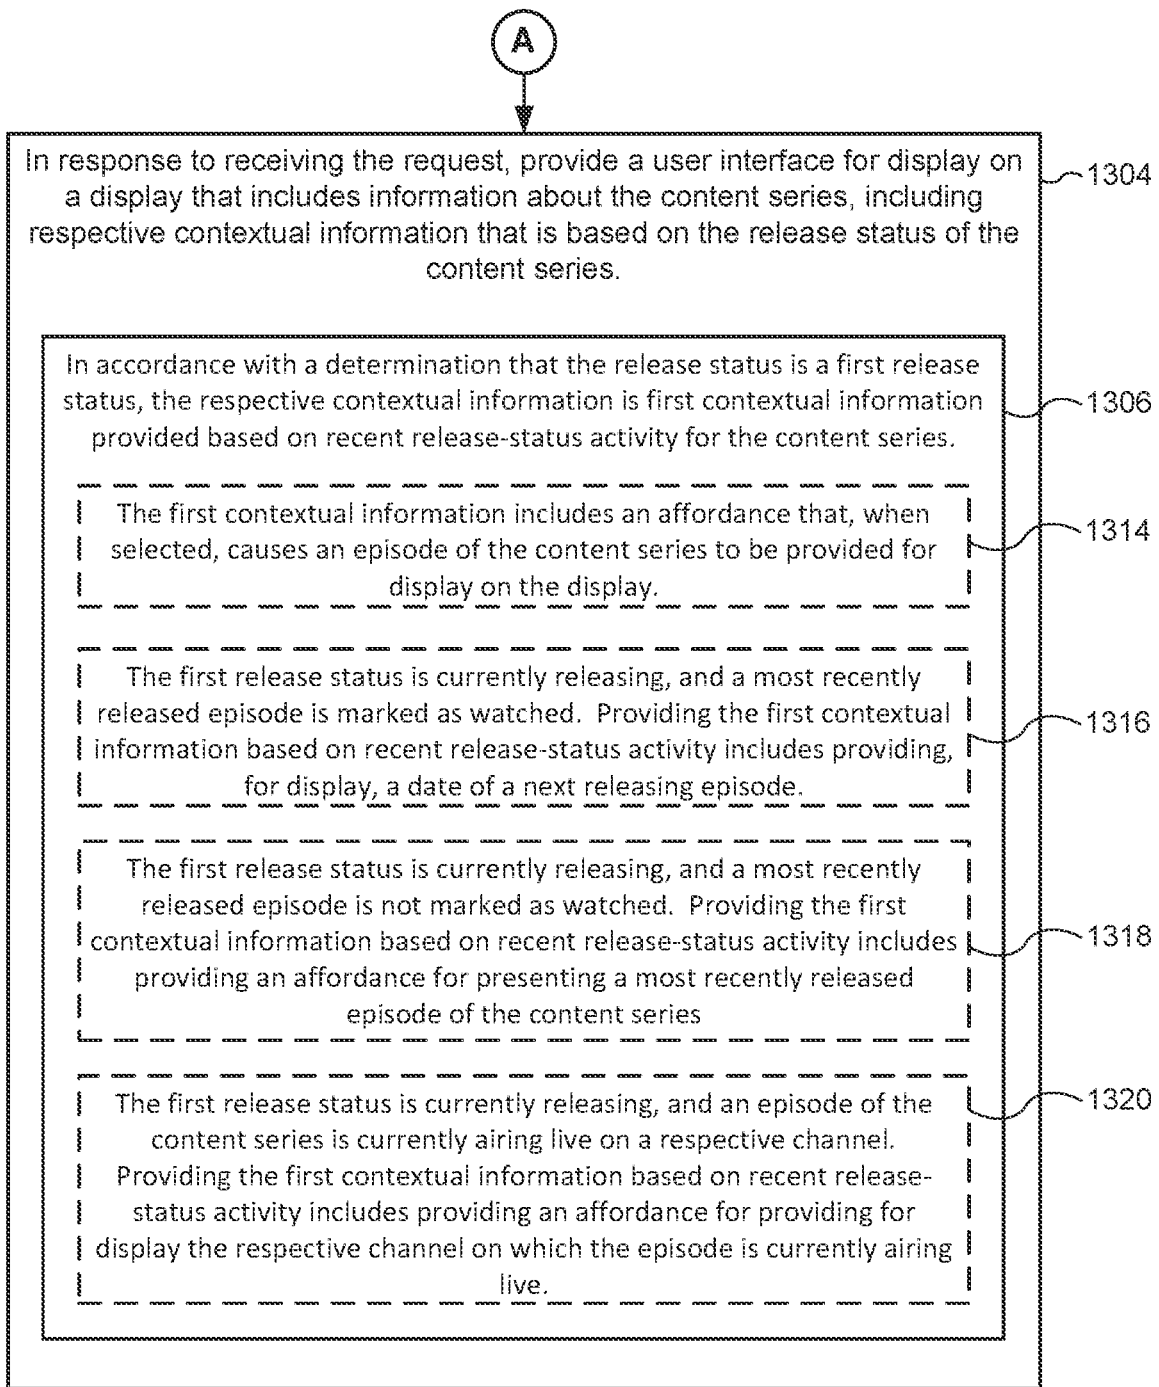 A
In response to receiving the request, provide a user interface for display on
a display that includes information about the content series, including
respective contextual information that is based on the release status of the
content series.
1304
In accordance with a determination that the release status is a first release
status, the respective contextual information is first contextual information
provided based on recent release-status activity for the content series.
1306
The first contextual information includes an affordance that, when
selected, causes an episode of the content series to be provided for
display on the display.
1314
The first release status is currently releasing, and a most recently
released episode is marked as watched.  Providing the first contextual
information based on recent release-status activity includes providing,
for display, a date of a next releasing episode.
1316
The first release status is currently releasing, and a most recently
released episode is not marked as watched.  Providing the first
contextual information based on recent release-status activity includes
providing an affordance for presenting a most recently released
episode of the content series
1318
The first release status is currently releasing, and an episode of the
content series is currently airing live on a respective channel.
Providing the first contextual information based on recent release-
status activity includes providing an affordance for providing for
display the respective channel on which the episode is currently airing
live.
1320